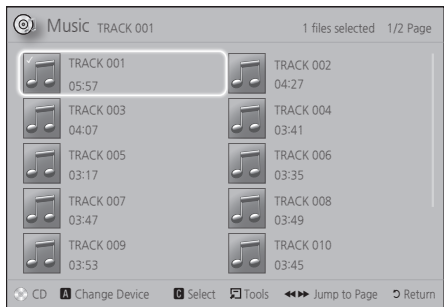 Music TRACK 001 1 files selected 1/2 Page
TRACK 001 TRACK 002
05:57 04:27
TRACK 003 TRACK 004
04:07 03:41
TRACK 005 TRACK 006
03:17 03:35
TRACK 007 TRACK 008
03:47 03:49
TRACK 009 TRACK 010
03:53 03:45
CD A Change Device C Select Tools Jump to Page Return